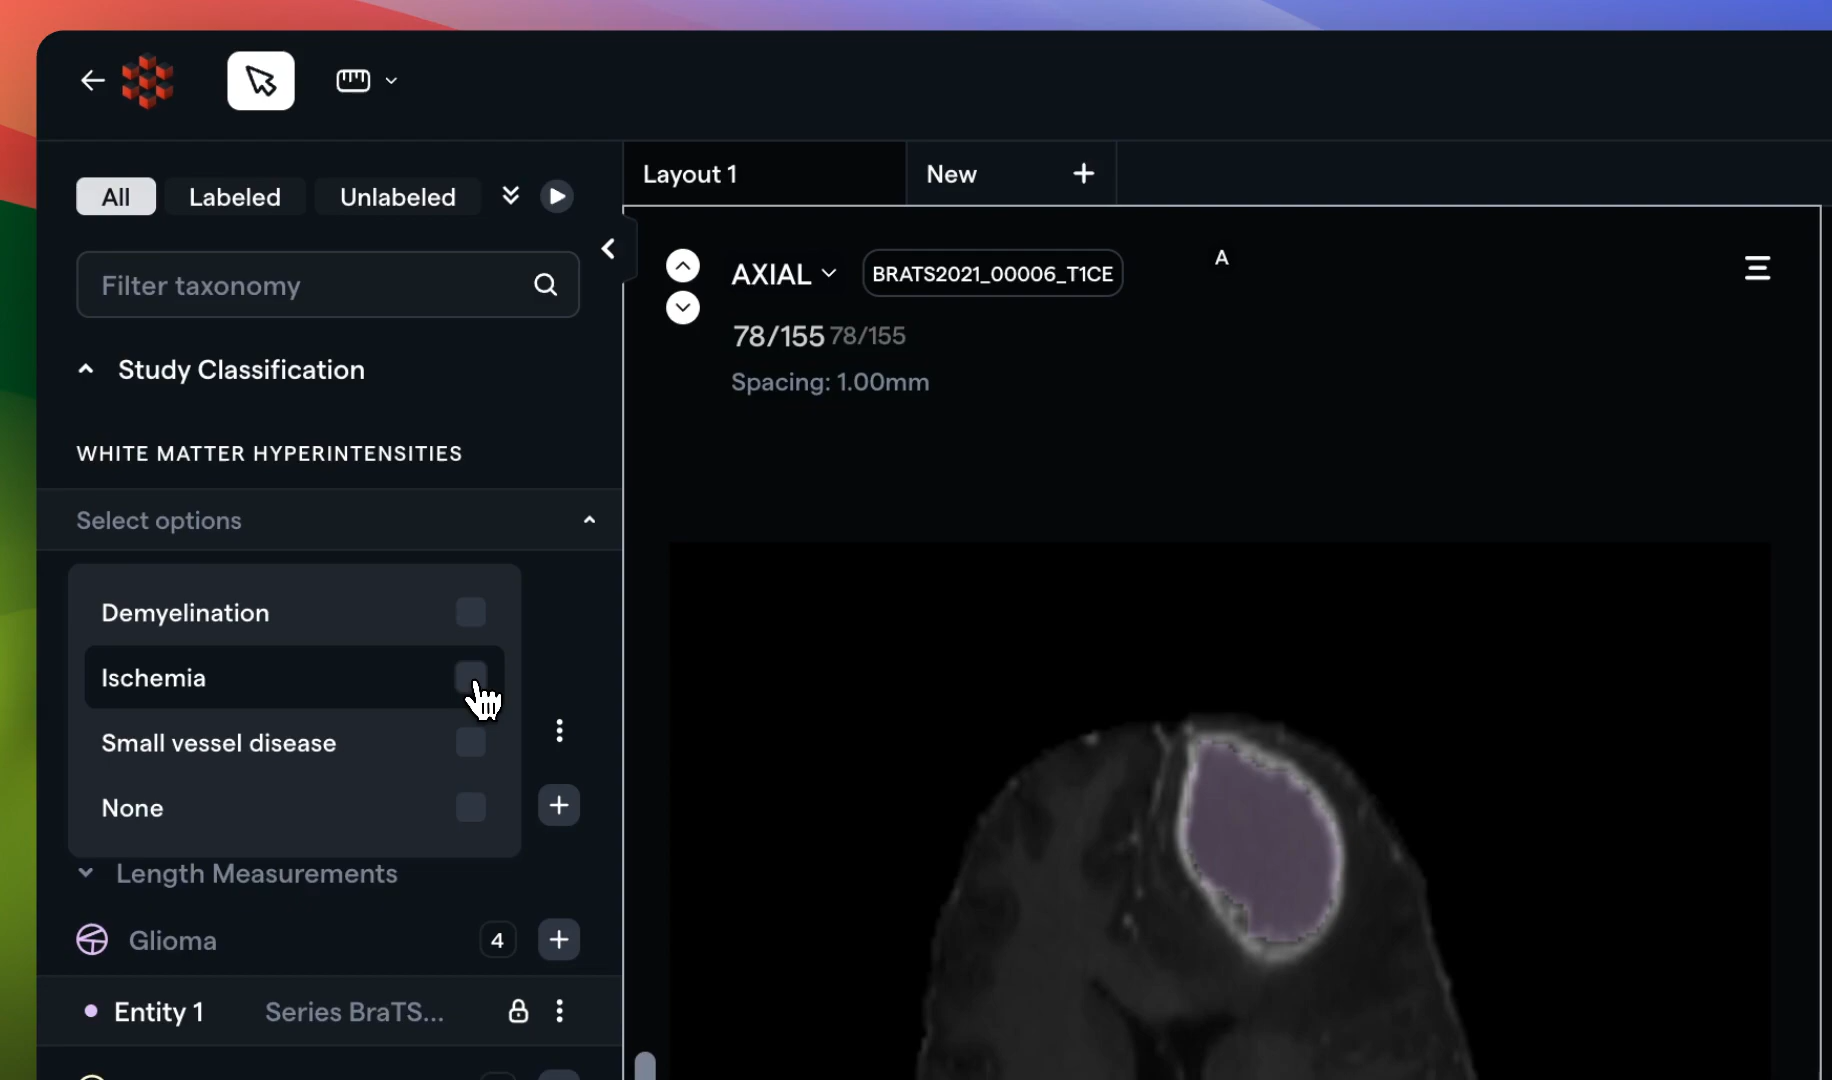 All Labeled Unlabeled
Filter taxonomy
Study Classification
WHITE MATTER HYPERINTENSITIES
Select options
Demyelination
Ischemia
Small vessel disease
None
Length Measurements
Glioma 4
Entity 1 Series BraTS...
Layout 1 New
AXIAL BRATS2021_00006_T1CE A
78/155 78/155
Spacing: 1.00mm